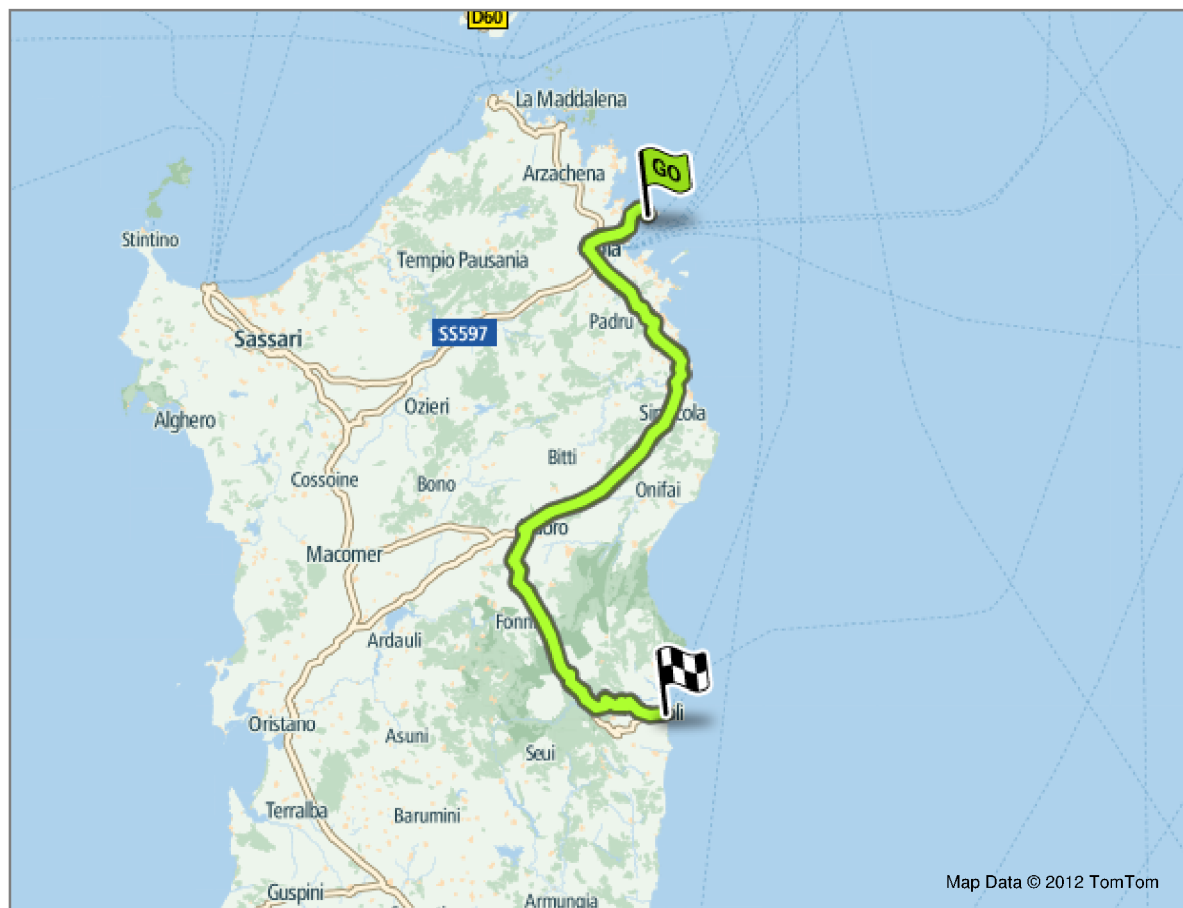 D60
La Maddalena
GO
Arzachena
Stintino
Tempio Pausania
Padru
SS597
Sassari
Ozieri
Alghero
Bitti
Cossoine
Bono
Onifai
Macomer
Ardauli
Oristano
Asuni
Seui
Terralba
Barumini
Map Data © 2012 TomTom
Guspini
Armungia